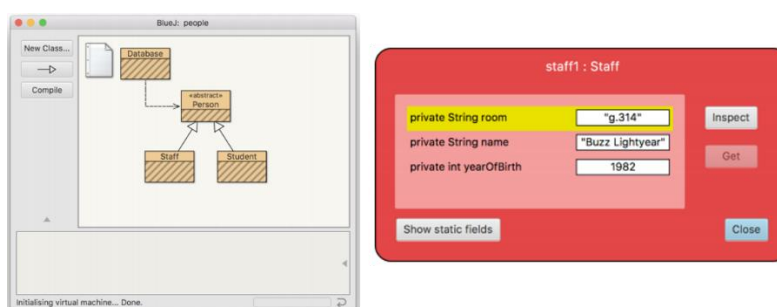 BlueJ: people
New Class...
Compile
Database
«abstract»
Person
Staff
Student
Initialising virtual machine... Done.
staff1 : Staff
private String room "g.314"
private String name "Buzz Lightyear"
private int yearOfBirth 1982
Inspect
Get
Show static fields
Close